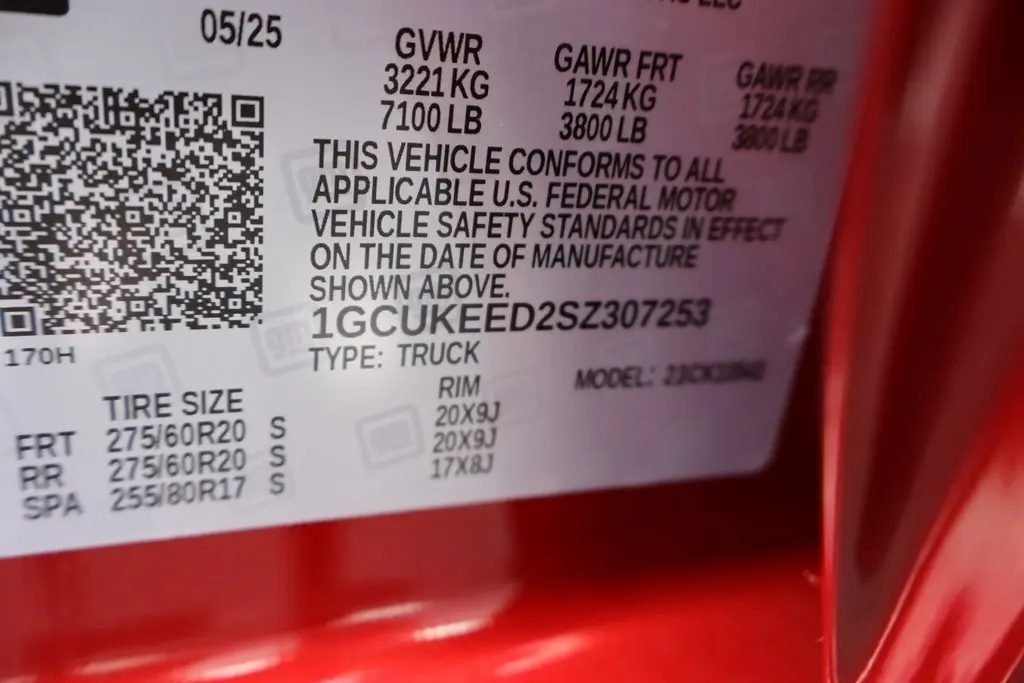 05/25
GVWR GAWR FRT GAWR RR
3221 KG 1724 KG 1724 KG
7100 LB 3800 LB 3800 LB
THIS VEHICLE CONFORMS TO ALL
APPLICABLE U.S. FEDERAL MOTOR
VEHICLE SAFETY STANDARDS IN EFFECT
ON THE DATE OF MANUFACTURE
SHOWN ABOVE.
1GCUKEED2SZ307253
170H
TYPE: TRUCK
MODEL:
TIRE SIZE RIM
FRT 275/60R20 S 20X9J
RR 275/60R20 S 20X9J
SPA 255/80R17 S 17X8J
gm